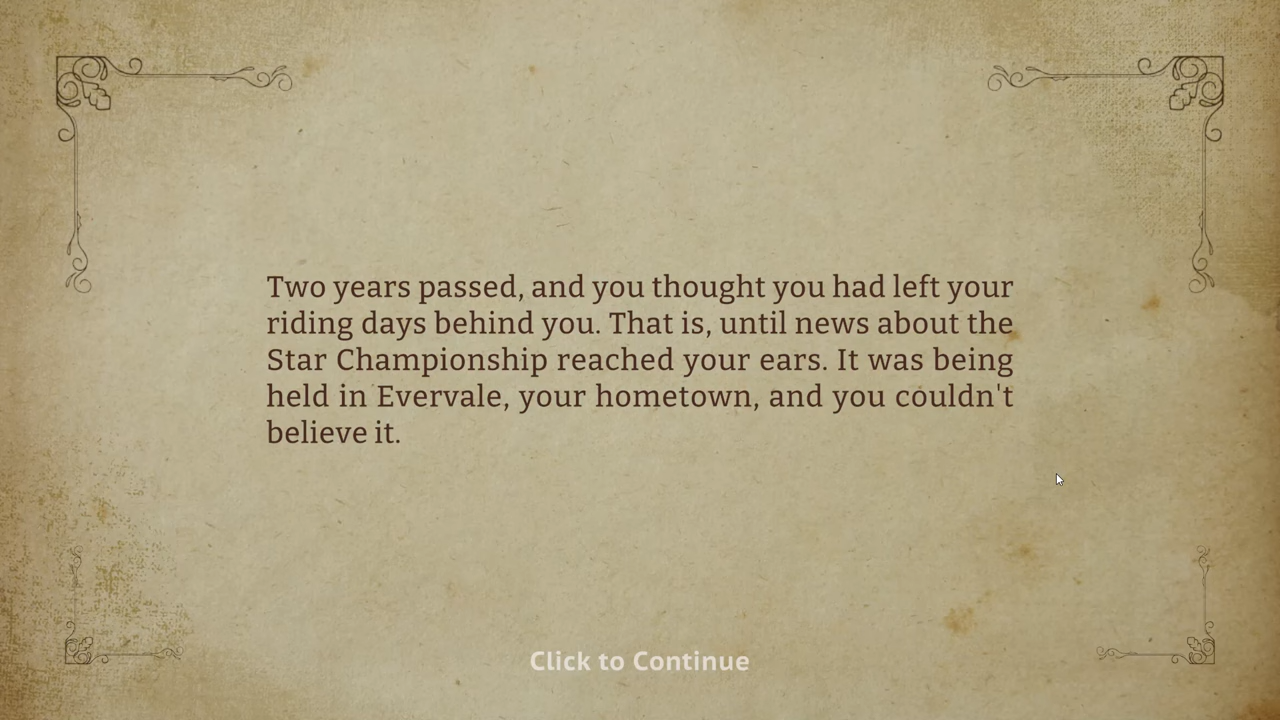 Two years passed, and you thought you had left your
riding days behind you. That is, until news about the
Star Championship reached your ears. It was being
held in Evervale, your hometown, and you couldn't
believe it.
Click to Continue